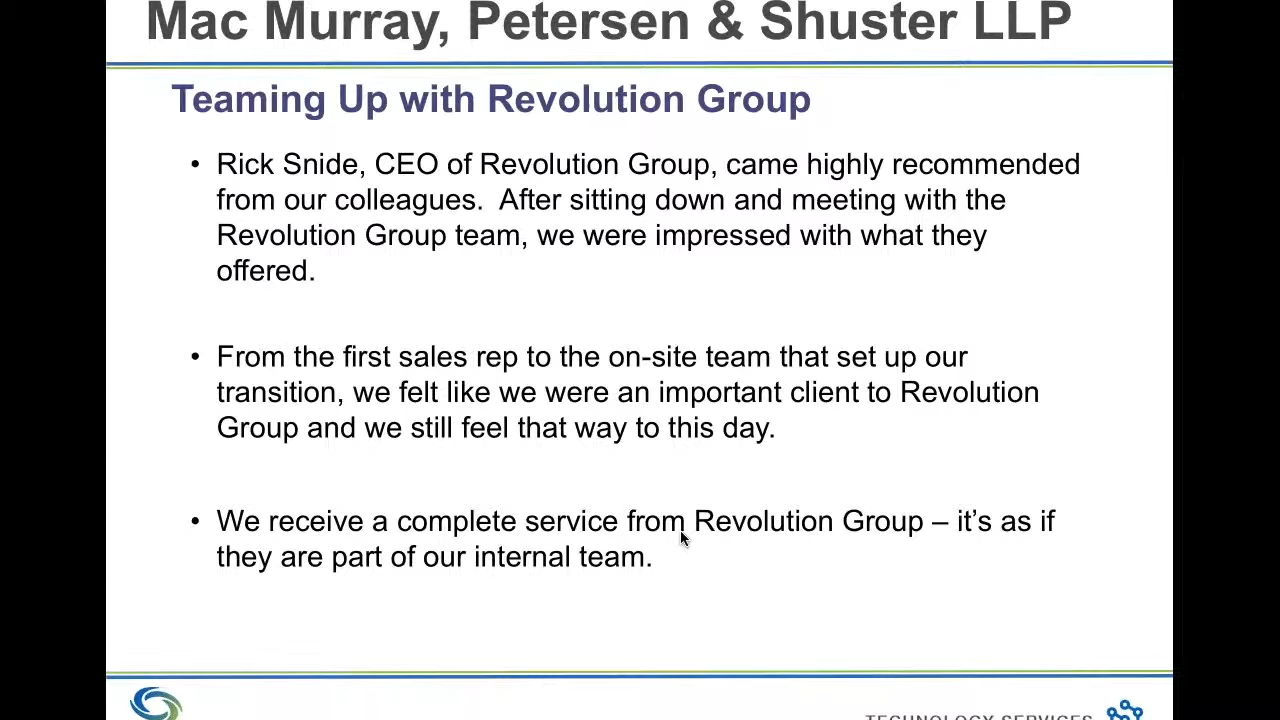 Mac Murray, Petersen & Shuster LLP
Teaming Up with Revolution Group
• Rick Snide, CEO of Revolution Group, came highly recommended
from our colleagues.  After sitting down and meeting with the
Revolution Group team, we were impressed with what they
offered.
• From the first sales rep to the on-site team that set up our
transition, we felt like we were an important client to Revolution
Group and we still feel that way to this day.
• We receive a complete service from Revolution Group – it’s as if
they are part of our internal team.
TECHNOLOGY SERVICES